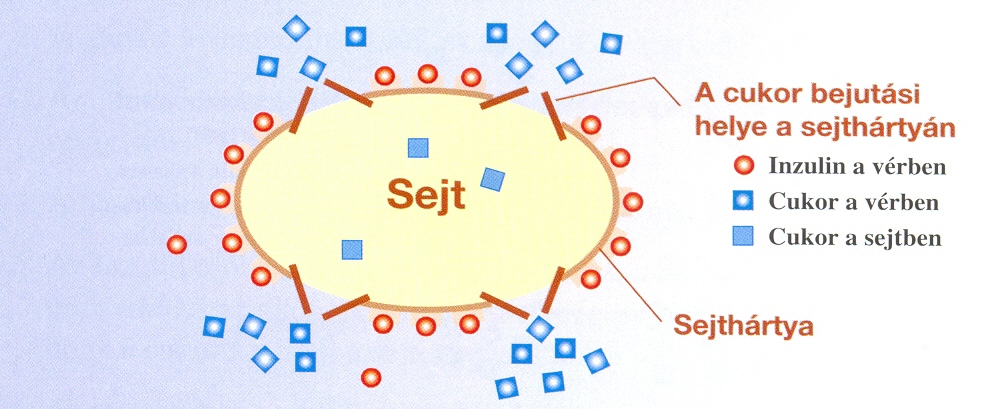 A cukor bejutási
helye a sejthártyán
Inzulin a vérben
Cukor a vérben
Cukor a sejtben
Sejt
Sejthártya